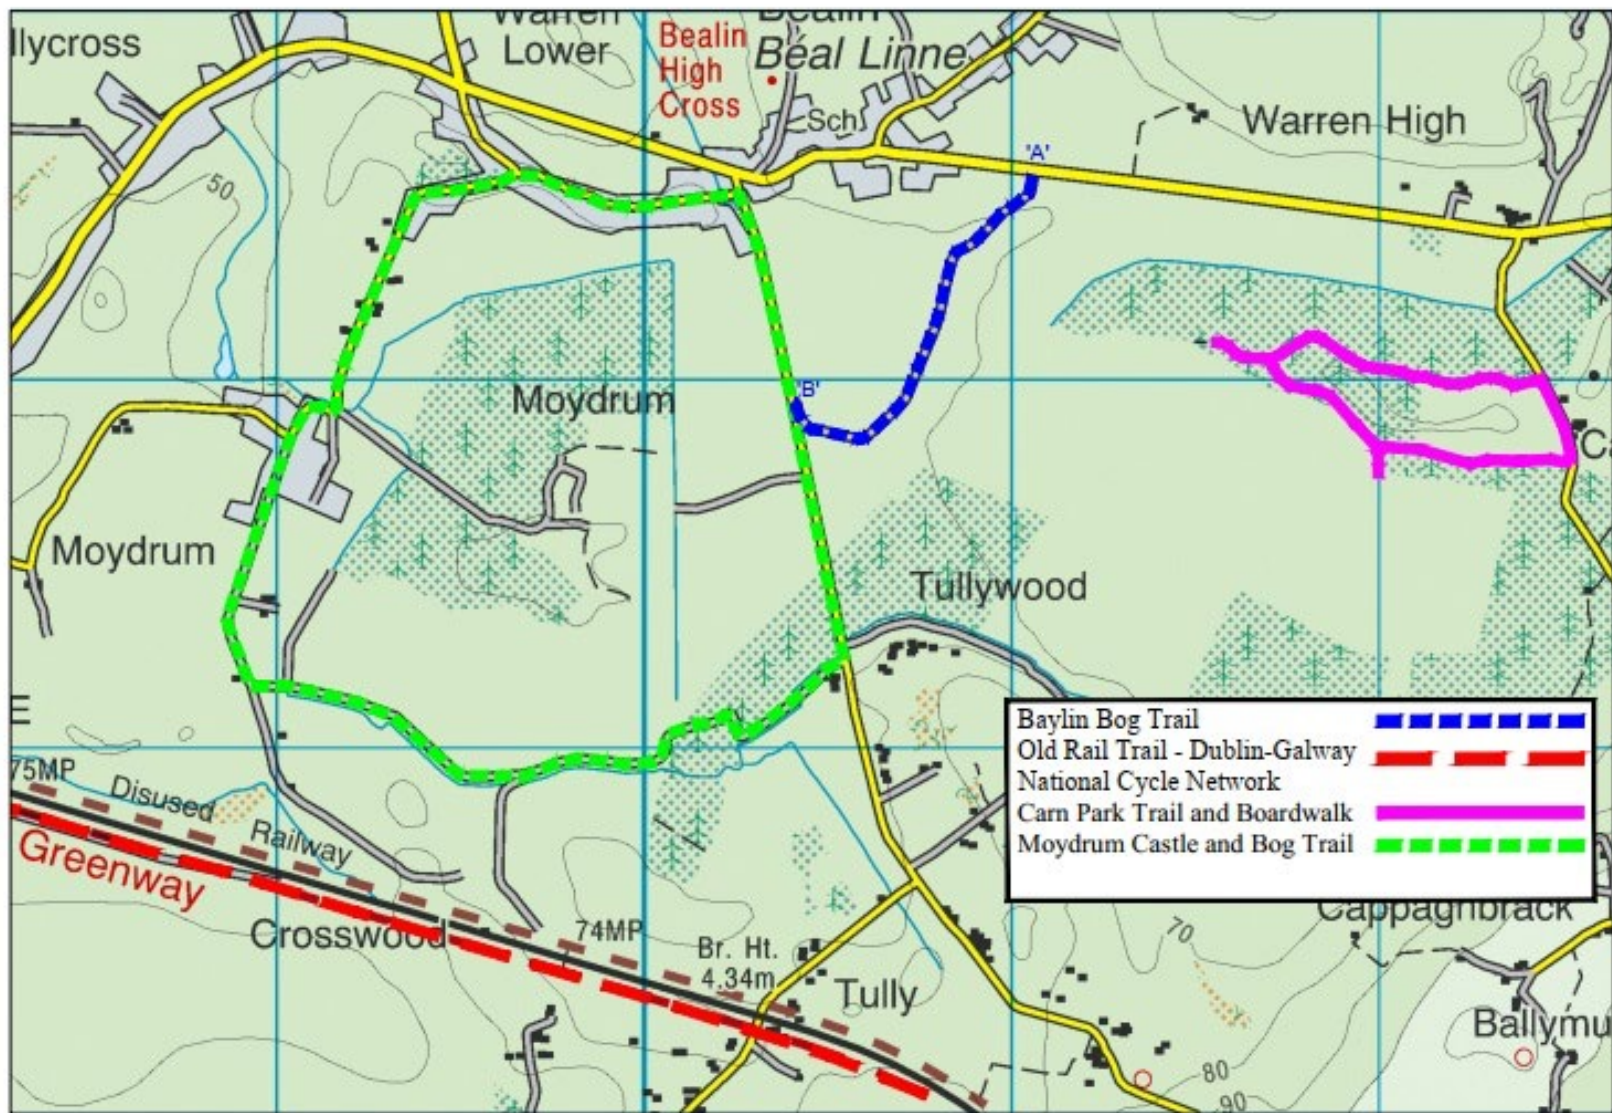 llycross
Warren
Lower
Bealin
High
Cross
Bealin
Béal Linne
Sch
'A'
Warren High
50
'B'
Moydrum
Ca
Moydrum
Tullywood
E
75MP
Disused
Railway
Greenway
Crosswood
74MP
Br. Ht.
4.34m
Tully
Baylin Bog Trail
Old Rail Trail - Dublin-Galway
National Cycle Network
Carn Park Trail and Boardwalk
Moydrum Castle and Bog Trail
Cappaghbrack
70
Ballymu
80
90